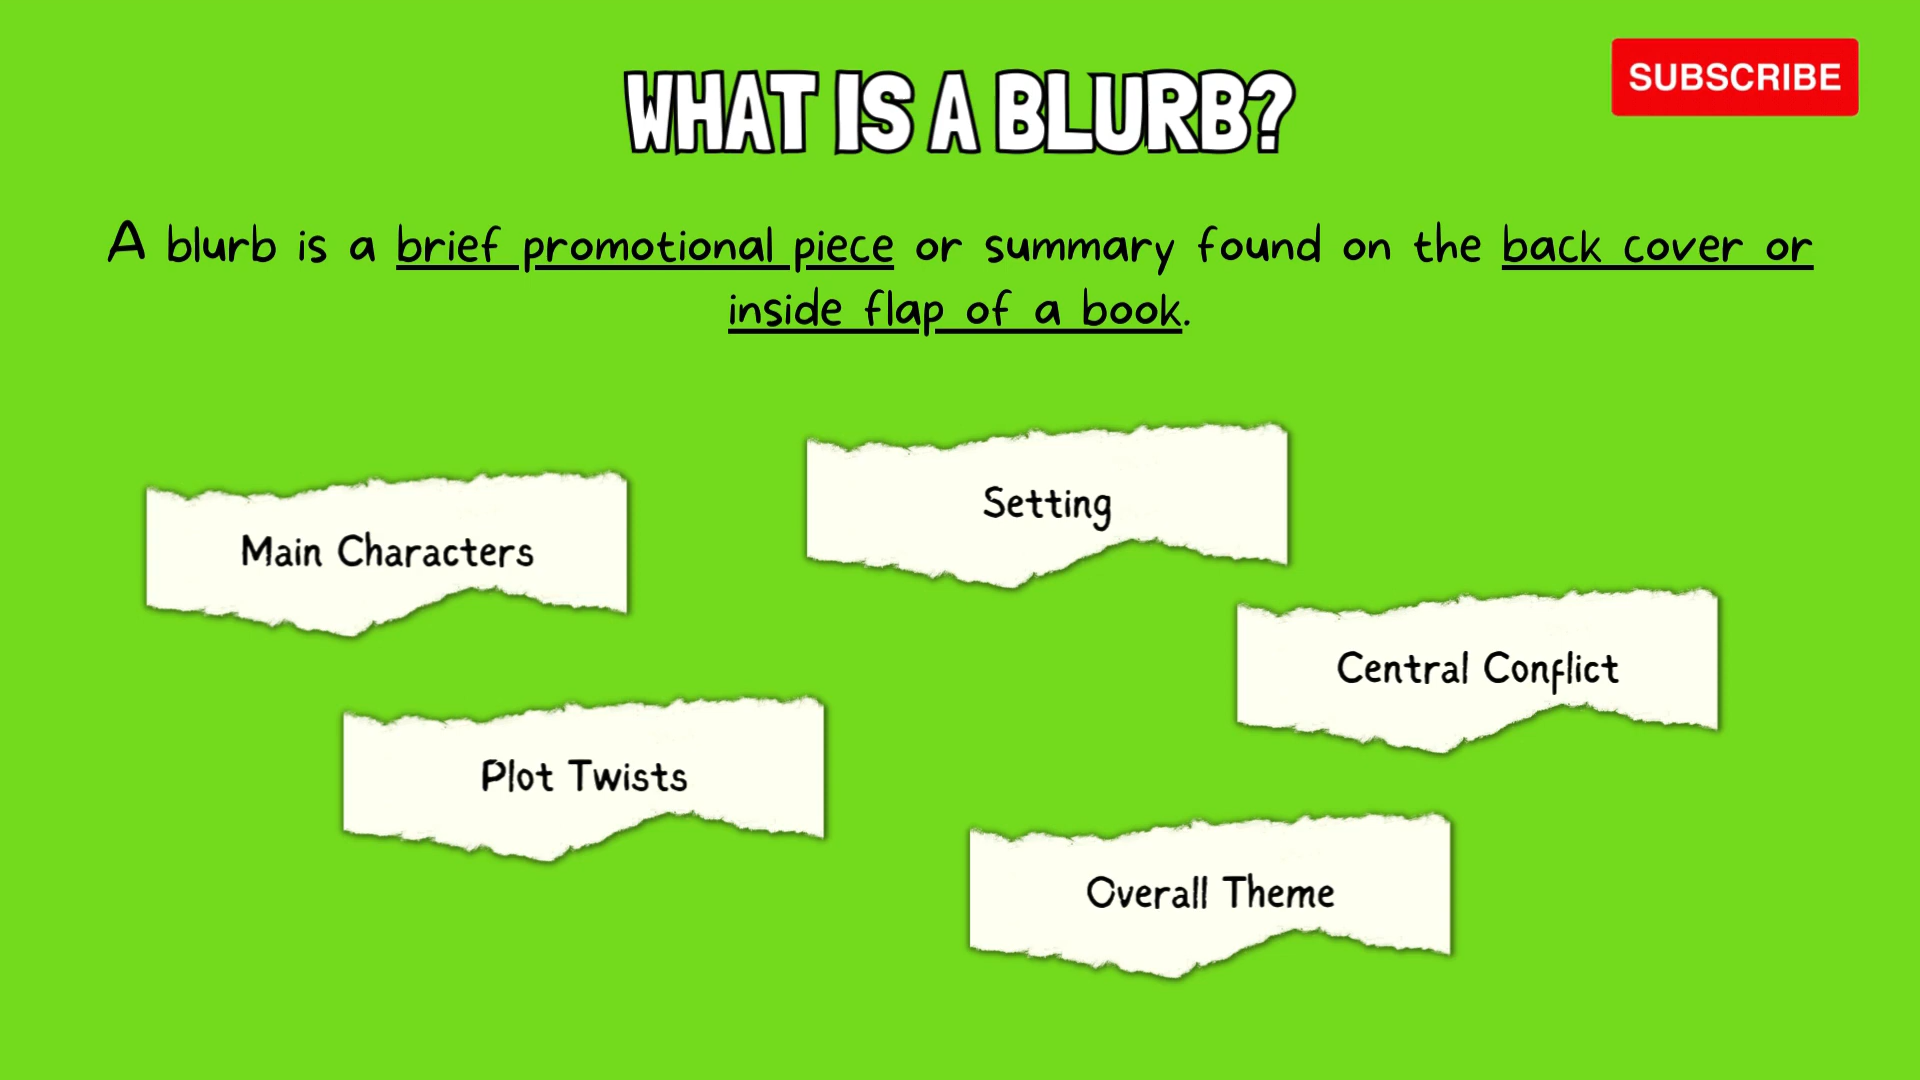 WHAT IS A BLURB?
SUBSCRIBE
A blurb is a brief promotional piece or summary found on the back cover or
inside flap of a book.
Setting
Main Characters
Central Conflict
Plot Twists
Overall Theme